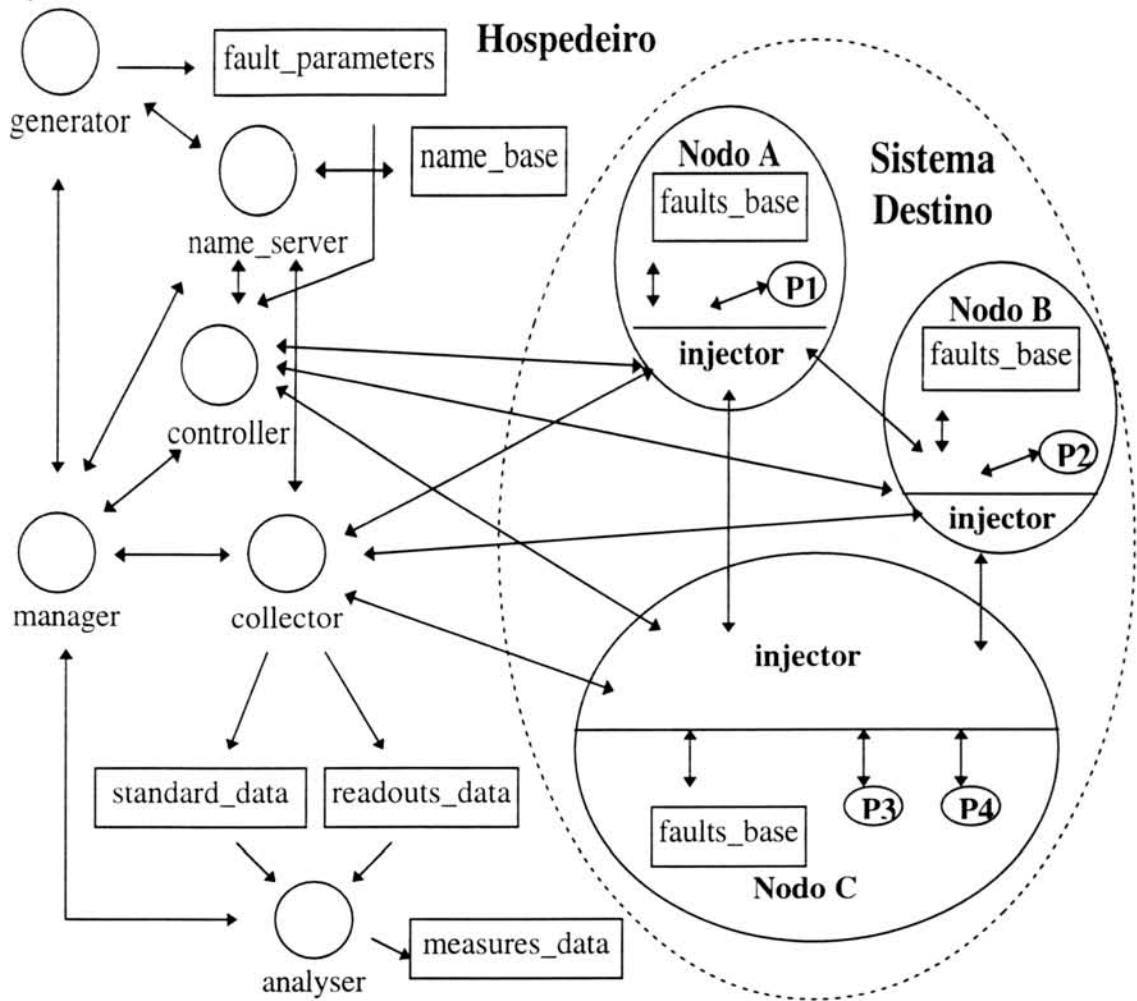 Hospedeiro
fault_parameters
generator
name_base
name_server
controller
manager
collector
standard_data
readouts_data
measures_data
analyser
Sistema
Destino
Nodo A
faults_base
P1
injector
Nodo B
faults_base
P2
injector
injector
P3
P4
faults_base
Nodo C